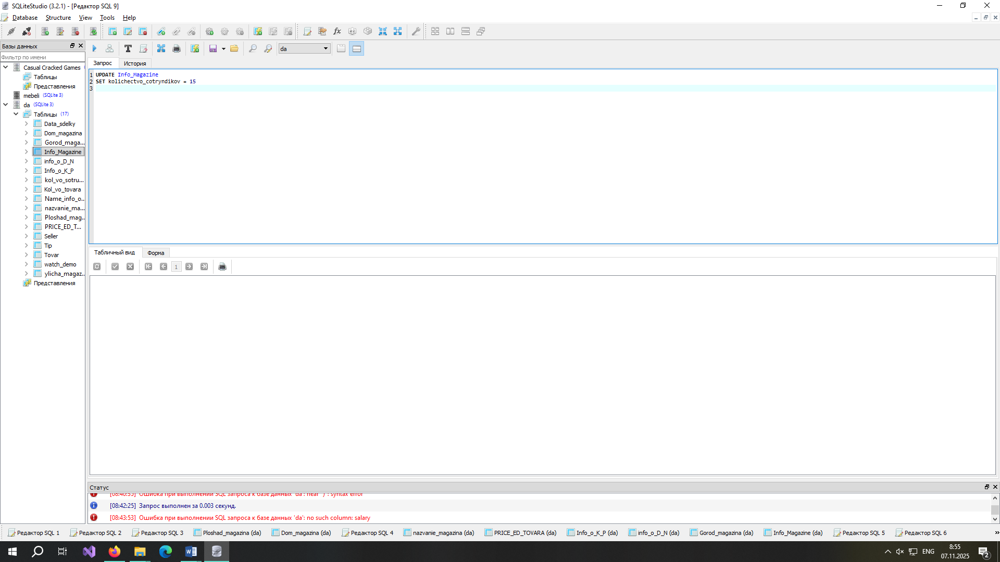 SQLiteStudio (3.2.1) - [Редактор SQL 9]
Database Structure View Tools Help
Базы данных
da
Фильтр по имени
Запрос История
Casual Cracked Games
Таблицы
Представления
mebeli (SQLite 3)
da (SQLite 3)
Таблицы (17)
Data_sdelky
Dom_magazina
Gorod_maga...
Info_Magazine
info_o_D_N
Info_o_K_P
kol_vo_sotru...
Kol_vo_tovara
Name_info_o...
nazvanie_ma...
Ploshad_mag...
PRICE_ED_T...
Seller
Tip
Tovar
watch_demo
ylicha_magaz...
Представления
1 UPDATE Info_Magazine
2 SET kolichectvo_cotryndikov = 15
3
Табличный вид Форма
1
Статус
[08:40:35] Ошибка при выполнении SQL запроса к базе данных 'da': near ")": syntax error
[08:42:25] Запрос выполнен за 0.003 секунд.
[08:43:53] Ошибка при выполнении SQL запроса к базе данных 'da': no such column: salary
Редактор SQL 1 Редактор SQL 2 Редактор SQL 3 Ploshad_magazina (da) Dom_magazina (da) Редактор SQL 4 nazvanie_magazina (da) PRICE_ED_TOVARA (da) Info_o_K_P (da) info_o_D_N (da) Gorod_magazina (da) Info_Magazine (da) Редактор SQL 5 Редактор SQL 6 »
ENG
8:55
07.11.2025
2